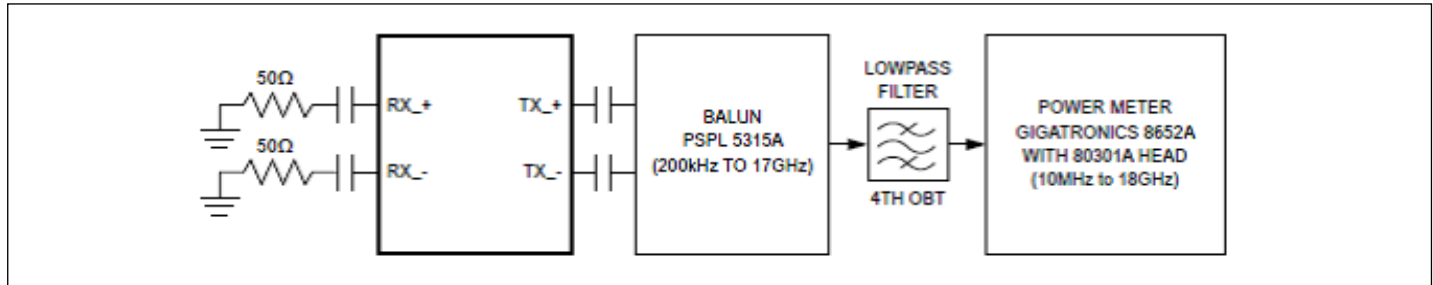 50Ω
RX_+
TX_+
50Ω
RX_-
TX_-
BALUN
PSPL 5315A
(200kHz TO 17GHz)
LOWPASS
FILTER
4TH OBT
POWER METER
GIGATRONICS 8652A
WITH 80301A HEAD
(10MHz to 18GHz)